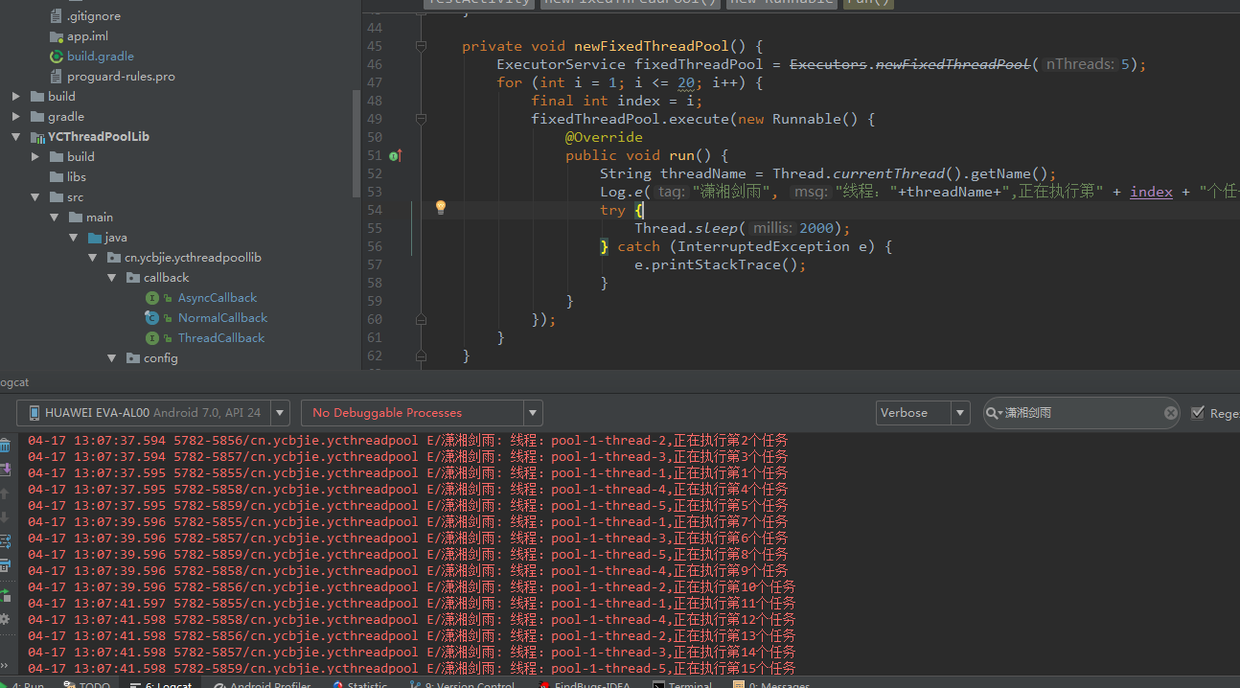 .gitignore
app.iml
build.gradle
proguard-rules.pro
build
gradle
YCThreadPoolLib
build
libs
src
main
java
cn.ycbjie.ycthreadpoollib
callback
AsyncCallback
NormalCallback
ThreadCallback
config
TestActivity newFixedThreadPool() new Runnable run()
44
45 private void newFixedThreadPool() {
46 ExecutorService fixedThreadPool = Executors.newFixedThreadPool( nThreads: 5);
47 for (int i = 1; i <= 20; i++) {
48 final int index = i;
49 fixedThreadPool.execute(new Runnable() {
50 @Override
51 public void run() {
52 String threadName = Thread.currentThread().getName();
53 Log.e( tag: "潇湘剑雨", msg: "线程："+threadName+",正在执行第" + index + "个任
54 try {
55 Thread.sleep( millis: 2000);
56 } catch (InterruptedException e) {
57 e.printStackTrace();
58 }
59 }
60 });
61 }
62 }
ogcat
HUAWEI EVA-AL00 Android 7.0, API 24 No Debuggable Processes Verbose 潇湘剑雨 Rege
04-17 13:07:37.594 5782-5856/cn.ycbjie.ycthreadpool E/潇湘剑雨: 线程：pool-1-thread-2,正在执行第2个任务
04-17 13:07:37.594 5782-5857/cn.ycbjie.ycthreadpool E/潇湘剑雨: 线程：pool-1-thread-3,正在执行第3个任务
04-17 13:07:37.595 5782-5855/cn.ycbjie.ycthreadpool E/潇湘剑雨: 线程：pool-1-thread-1,正在执行第1个任务
04-17 13:07:37.595 5782-5858/cn.ycbjie.ycthreadpool E/潇湘剑雨: 线程：pool-1-thread-4,正在执行第4个任务
04-17 13:07:37.595 5782-5859/cn.ycbjie.ycthreadpool E/潇湘剑雨: 线程：pool-1-thread-5,正在执行第5个任务
04-17 13:07:39.596 5782-5855/cn.ycbjie.ycthreadpool E/潇湘剑雨: 线程：pool-1-thread-1,正在执行第7个任务
04-17 13:07:39.596 5782-5857/cn.ycbjie.ycthreadpool E/潇湘剑雨: 线程：pool-1-thread-3,正在执行第6个任务
04-17 13:07:39.596 5782-5859/cn.ycbjie.ycthreadpool E/潇湘剑雨: 线程：pool-1-thread-5,正在执行第8个任务
04-17 13:07:39.596 5782-5858/cn.ycbjie.ycthreadpool E/潇湘剑雨: 线程：pool-1-thread-4,正在执行第9个任务
04-17 13:07:39.596 5782-5856/cn.ycbjie.ycthreadpool E/潇湘剑雨: 线程：pool-1-thread-2,正在执行第10个任务
04-17 13:07:41.597 5782-5855/cn.ycbjie.ycthreadpool E/潇湘剑雨: 线程：pool-1-thread-1,正在执行第11个任务
04-17 13:07:41.598 5782-5858/cn.ycbjie.ycthreadpool E/潇湘剑雨: 线程：pool-1-thread-4,正在执行第12个任务
04-17 13:07:41.598 5782-5856/cn.ycbjie.ycthreadpool E/潇湘剑雨: 线程：pool-1-thread-2,正在执行第13个任务
04-17 13:07:41.598 5782-5857/cn.ycbjie.ycthreadpool E/潇湘剑雨: 线程：pool-1-thread-3,正在执行第14个任务
04-17 13:07:41.598 5782-5859/cn.ycbjie.ycthreadpool E/潇湘剑雨: 线程：pool-1-thread-5,正在执行第15个任务
4: Run TODO 6: Logcat Android Profiler Statistic 9: Version Control FindBugs-IDEA Terminal 0: Messages